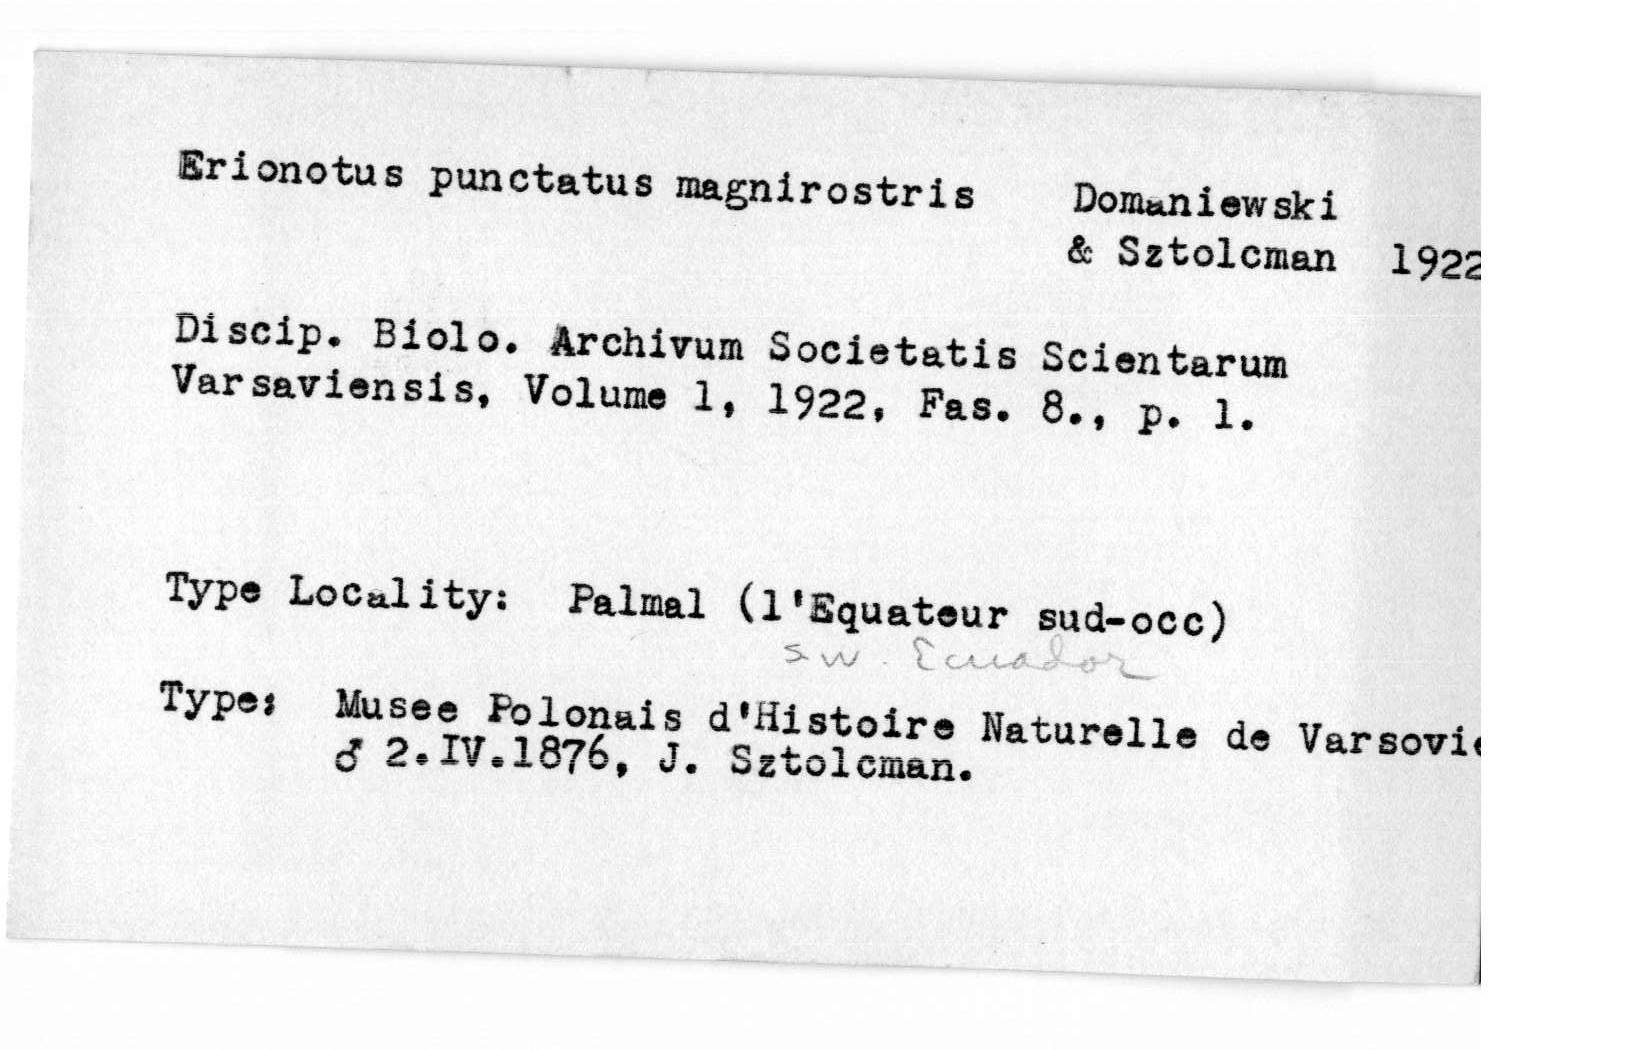 Erionotus punctatus magnirostris Domaniewski
& Sztolcman 1922
Discip. Biolo. Archivum Societatis Scientarum
Varsaviensis, Volume 1, 1922, Fas. 8., p. 1.
Type Locality: Palmal (l'Equateur sud-occ)
SW. Ecuador
Type: Musee Polonais d'Histoire Naturelle de Varsovie
♂ 2.IV.1876, J. Sztolcman.